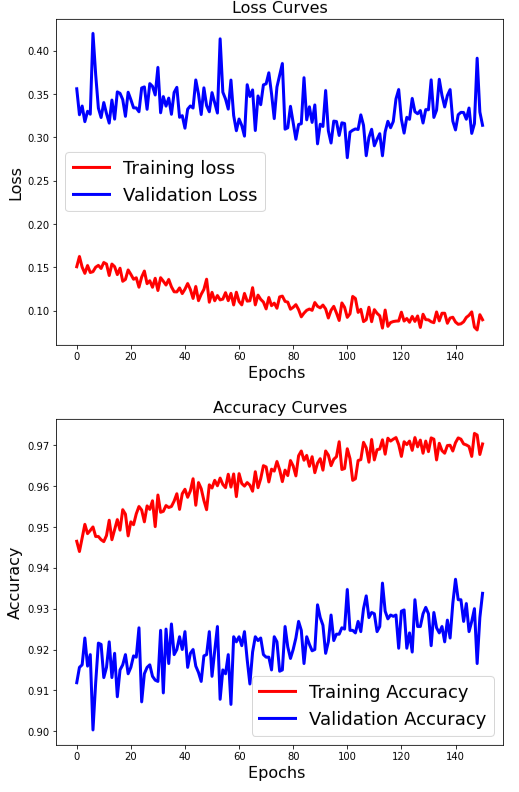 Loss Curves
0.40
0.35
0.30
0.25
0.20
0.15
0.10
Loss
Training loss
Validation Loss
0 20 40 60 80 100 120 140
Epochs
Accuracy Curves
0.97
0.96
0.95
0.94
0.93
0.92
0.91
0.90
Accuracy
Training Accuracy
Validation Accuracy
0 20 40 60 80 100 120 140
Epochs